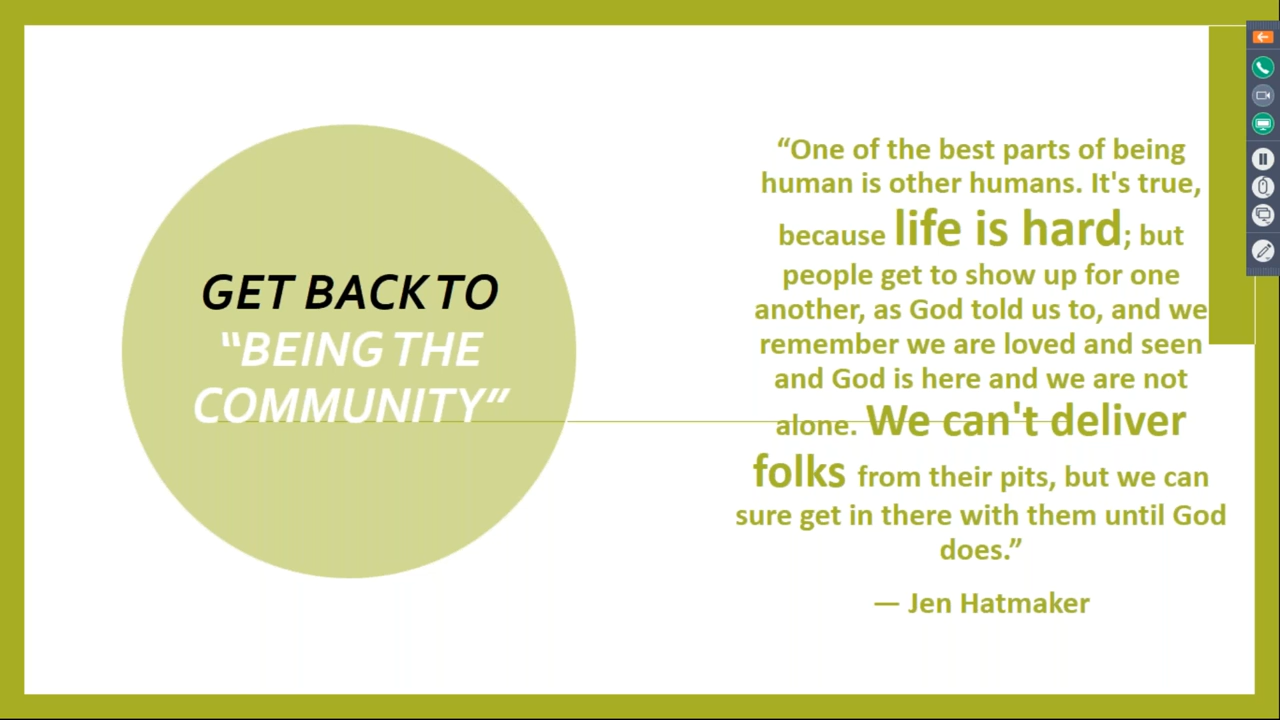 GET BACK TO
“BEING THE
COMMUNITY”
“One of the best parts of being
human is other humans. It's true,
because life is hard; but
people get to show up for one
another, as God told us to, and we
remember we are loved and seen
and God is here and we are not
alone. We can't deliver
folks from their pits, but we can
sure get in there with them until God
does.”
— Jen Hatmaker